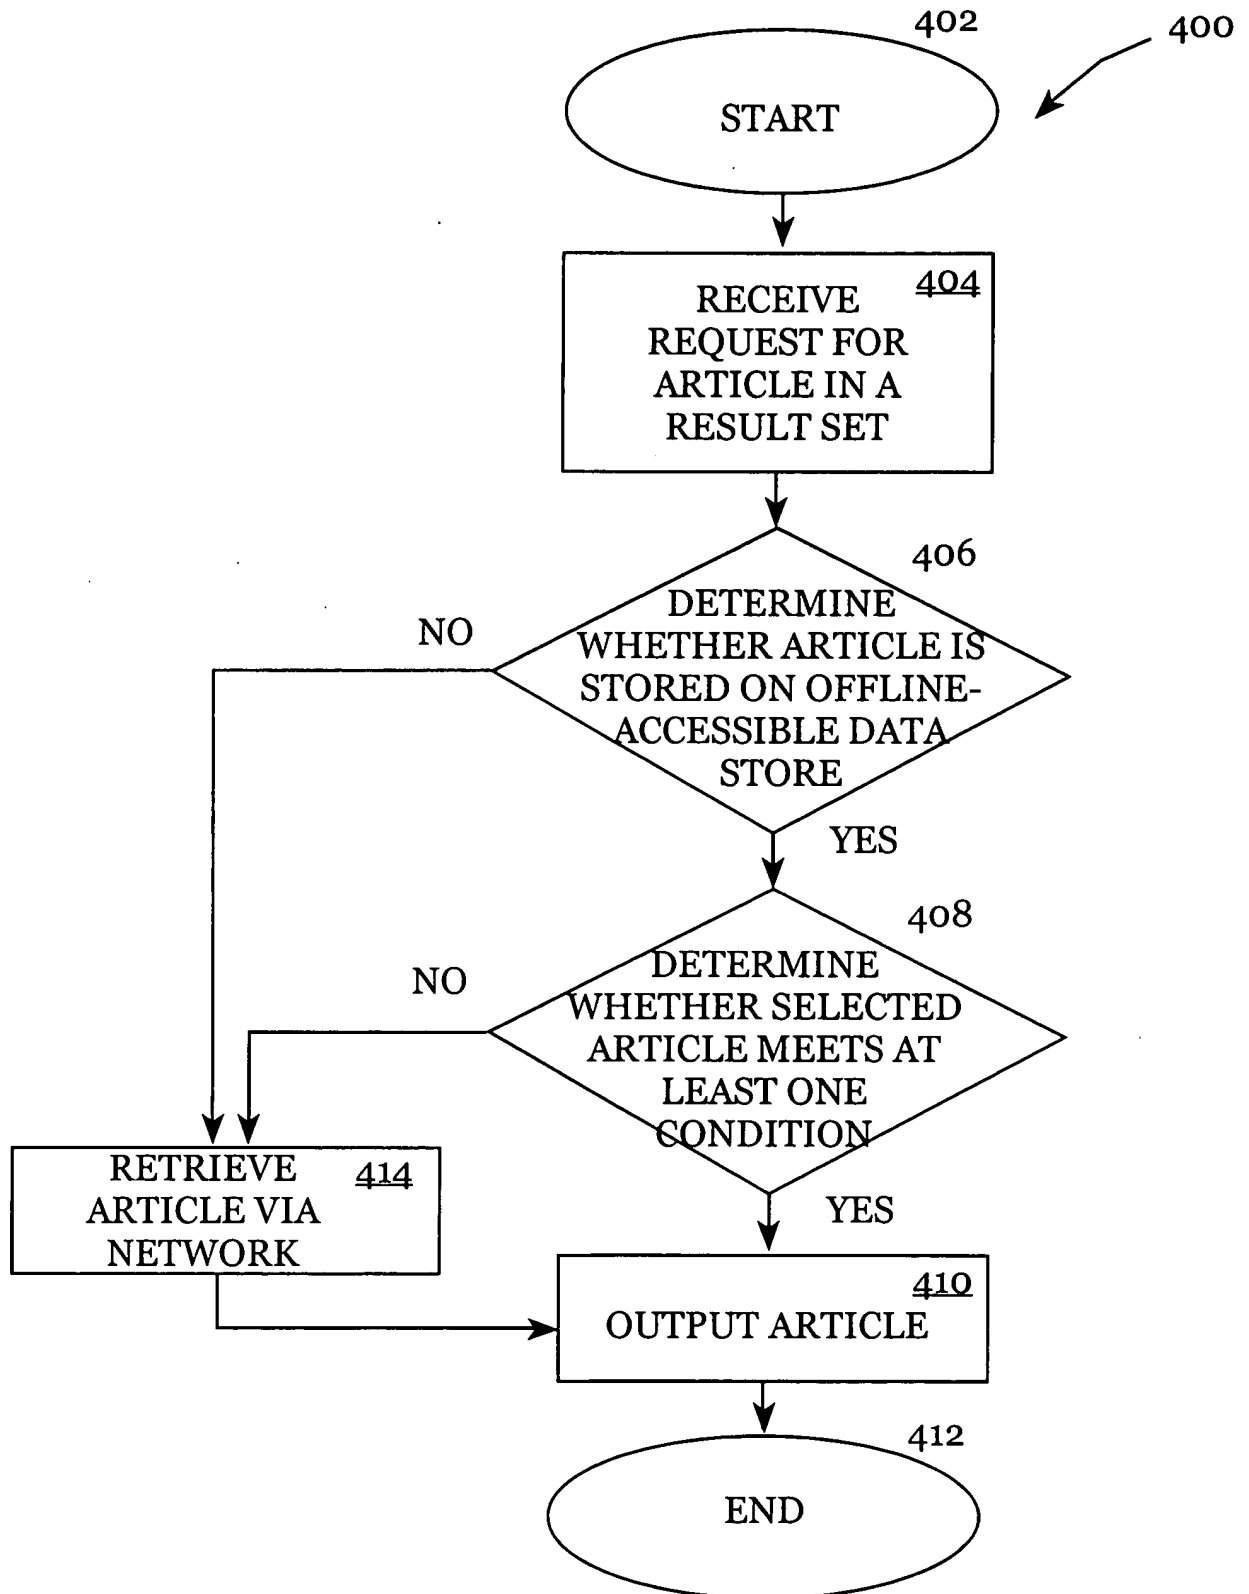 402
400
START
404
RECEIVE
REQUEST FOR
ARTICLE IN A
RESULT SET
406
NO
DETERMINE
WHETHER ARTICLE IS
STORED ON OFFLINE-
ACCESSIBLE DATA
STORE
YES
408
NO
DETERMINE
WHETHER SELECTED
ARTICLE MEETS AT
LEAST ONE
CONDITION
414
RETRIEVE
ARTICLE VIA
NETWORK
YES
410
OUTPUT ARTICLE
412
END